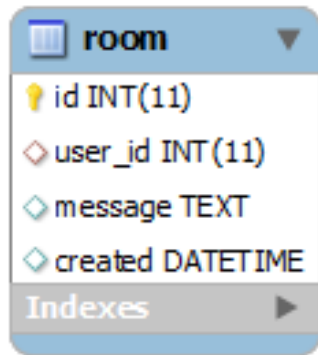 room
id INT(11)
user_id INT(11)
message TEXT
created DATETIME
Indexes